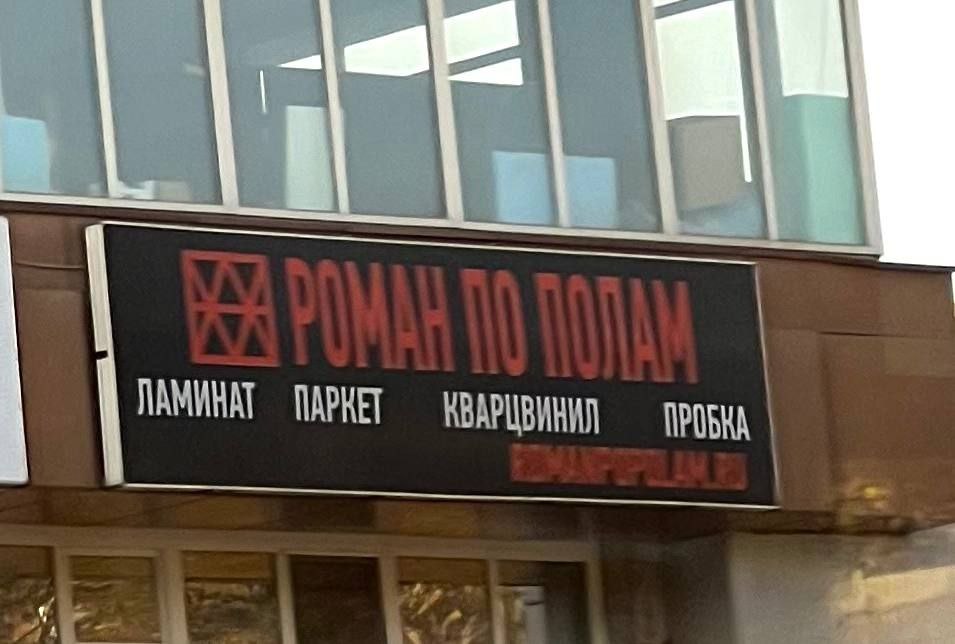 РОМАН ПО ПОЛАМ
ЛАМИНАТ ПАРКЕТ КВАРЦВИНИЛ ПРОБКА